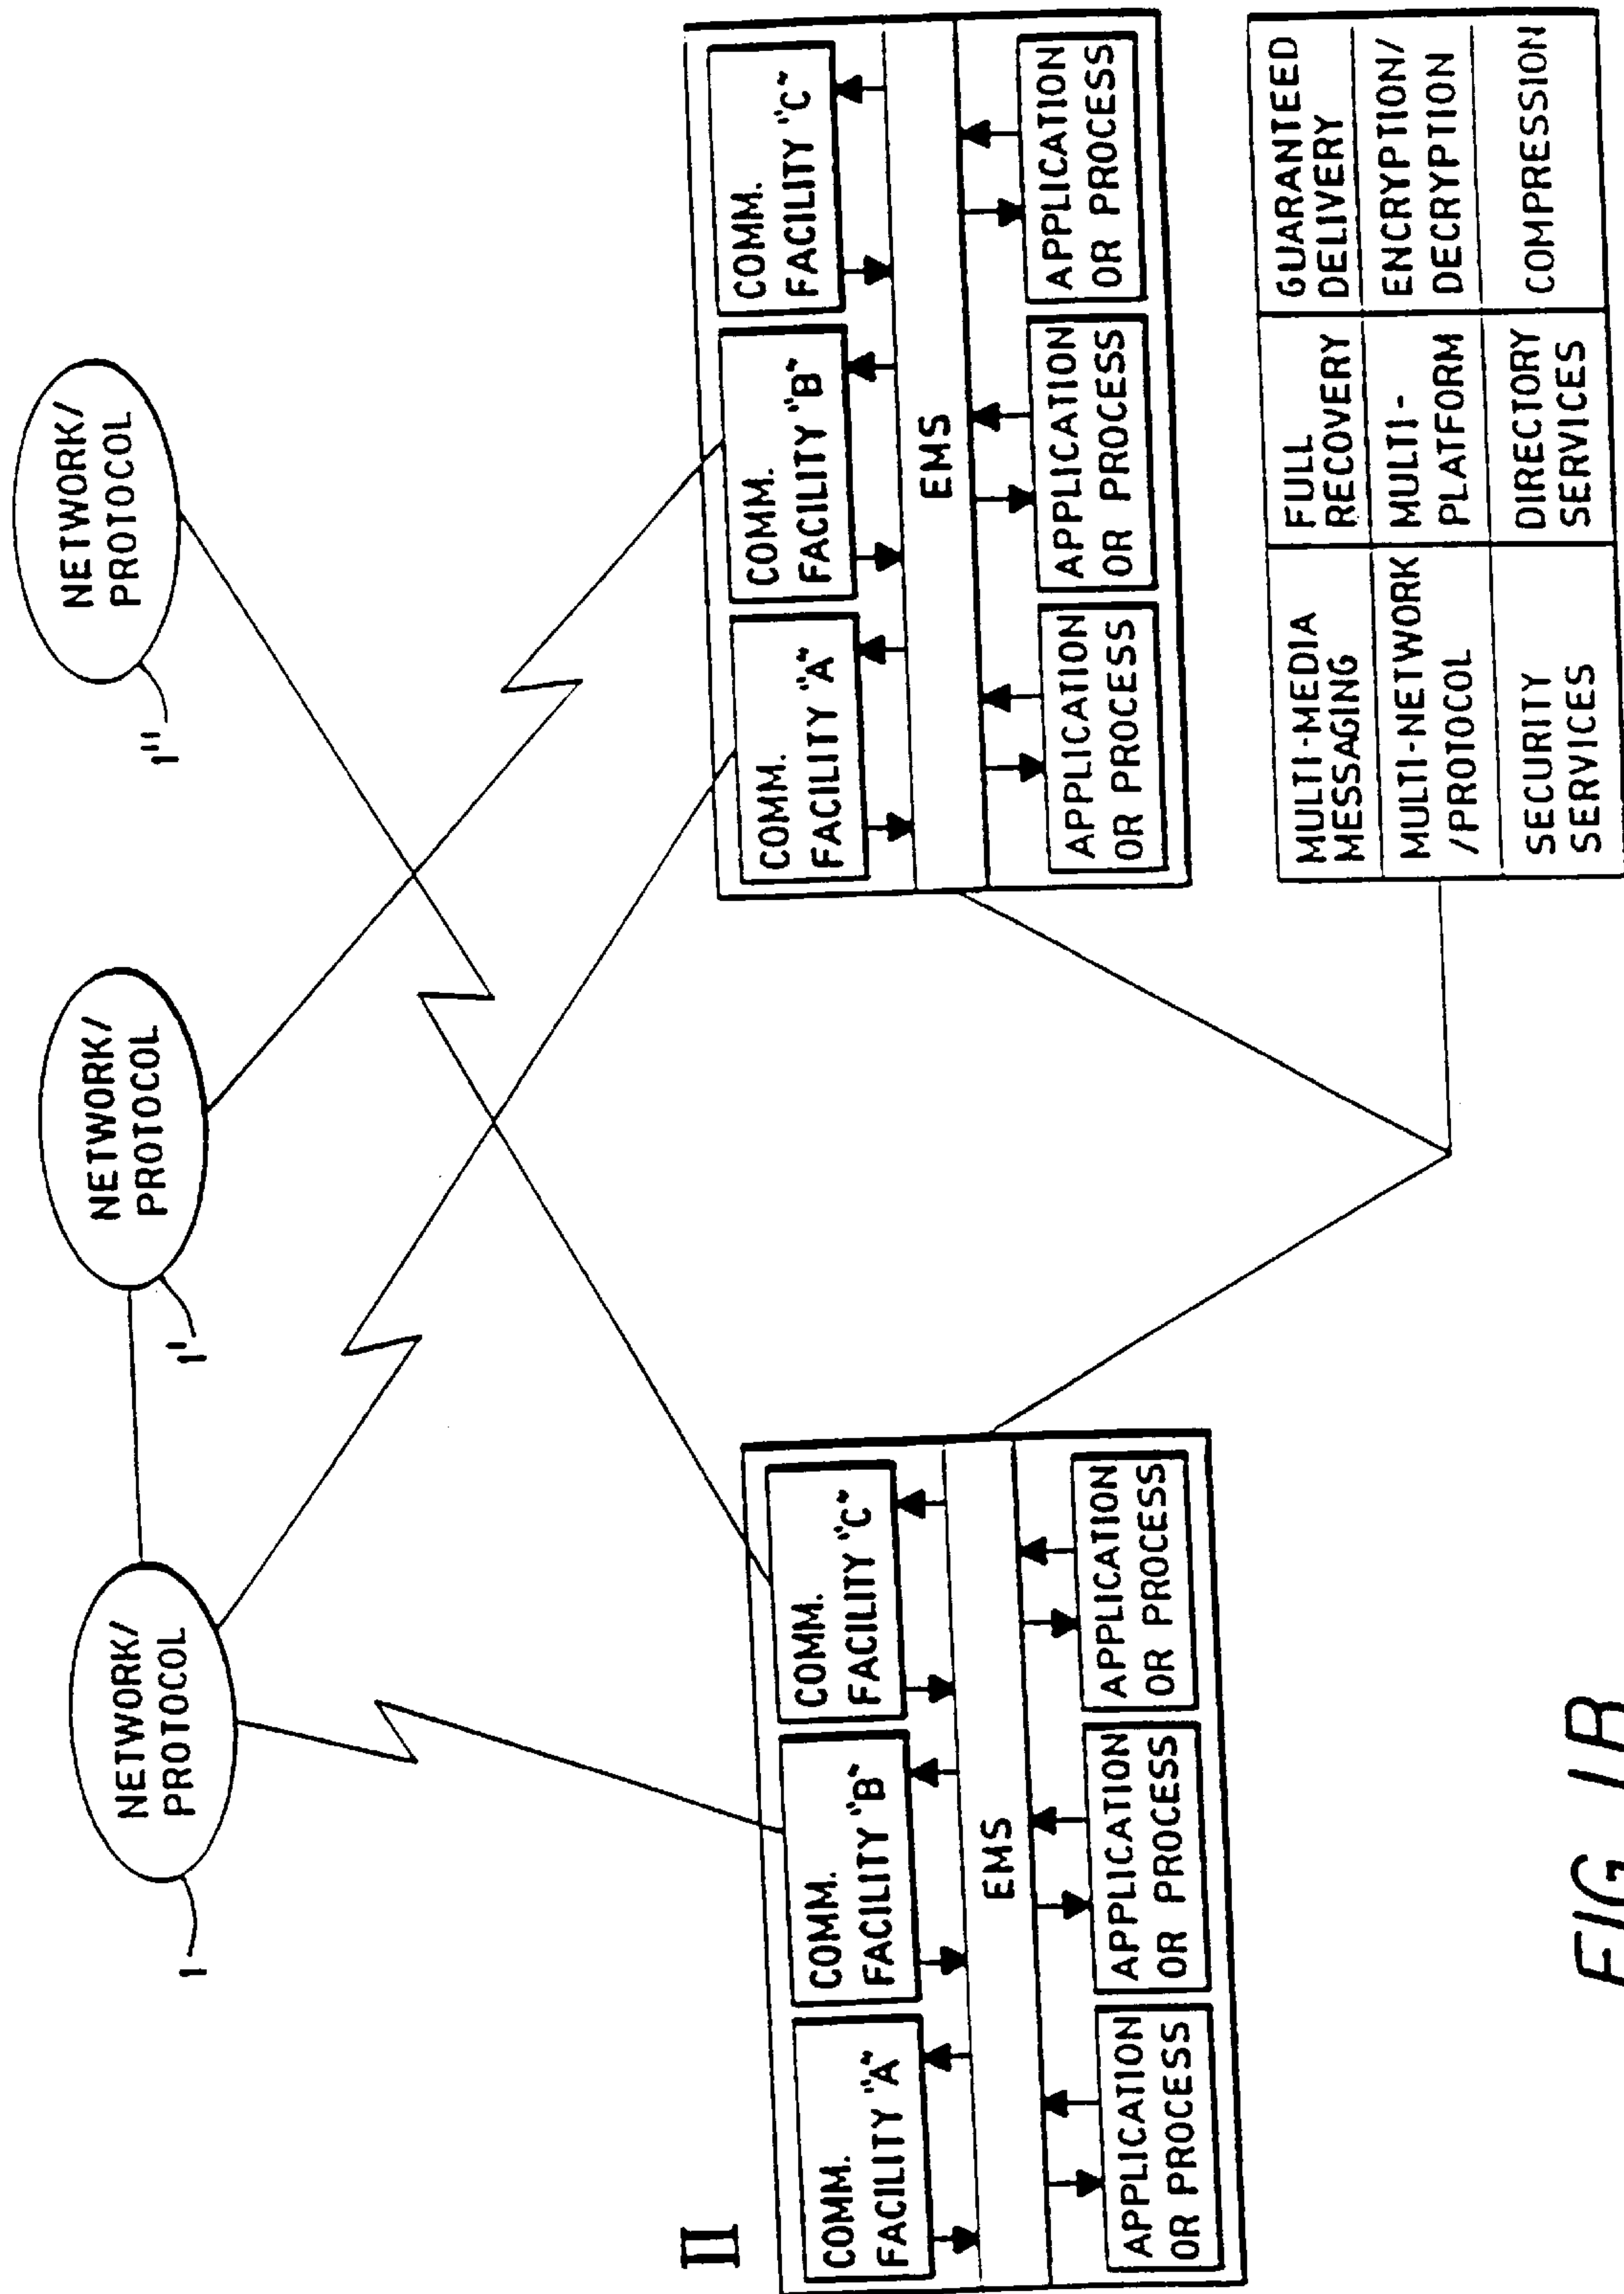 NETWORK/
PROTOCOL
1
NETWORK/
PROTOCOL
1'
NETWORK/
PROTOCOL
1"
II
COMM.
FACILITY "A"
COMM.
FACILITY "B"
COMM.
FACILITY "C"
EMS
APPLICATION
OR PROCESS
APPLICATION
OR PROCESS
APPLICATION
OR PROCESS
COMM.
FACILITY "A"
COMM.
FACILITY "B"
COMM.
FACILITY "C"
EMS
APPLICATION
OR PROCESS
APPLICATION
OR PROCESS
APPLICATION
OR PROCESS
MULTI-MEDIA
MESSAGING
FULL
RECOVERY
GUARANTEED
DELIVERY
MULTI-NETWORK
/PROTOCOL
MULTI-
PLATFORM
ENCRYPTION/
DECRYPTION
SECURITY
SERVICES
DIRECTORY
SERVICES
COMPRESSION
FIG. 1B